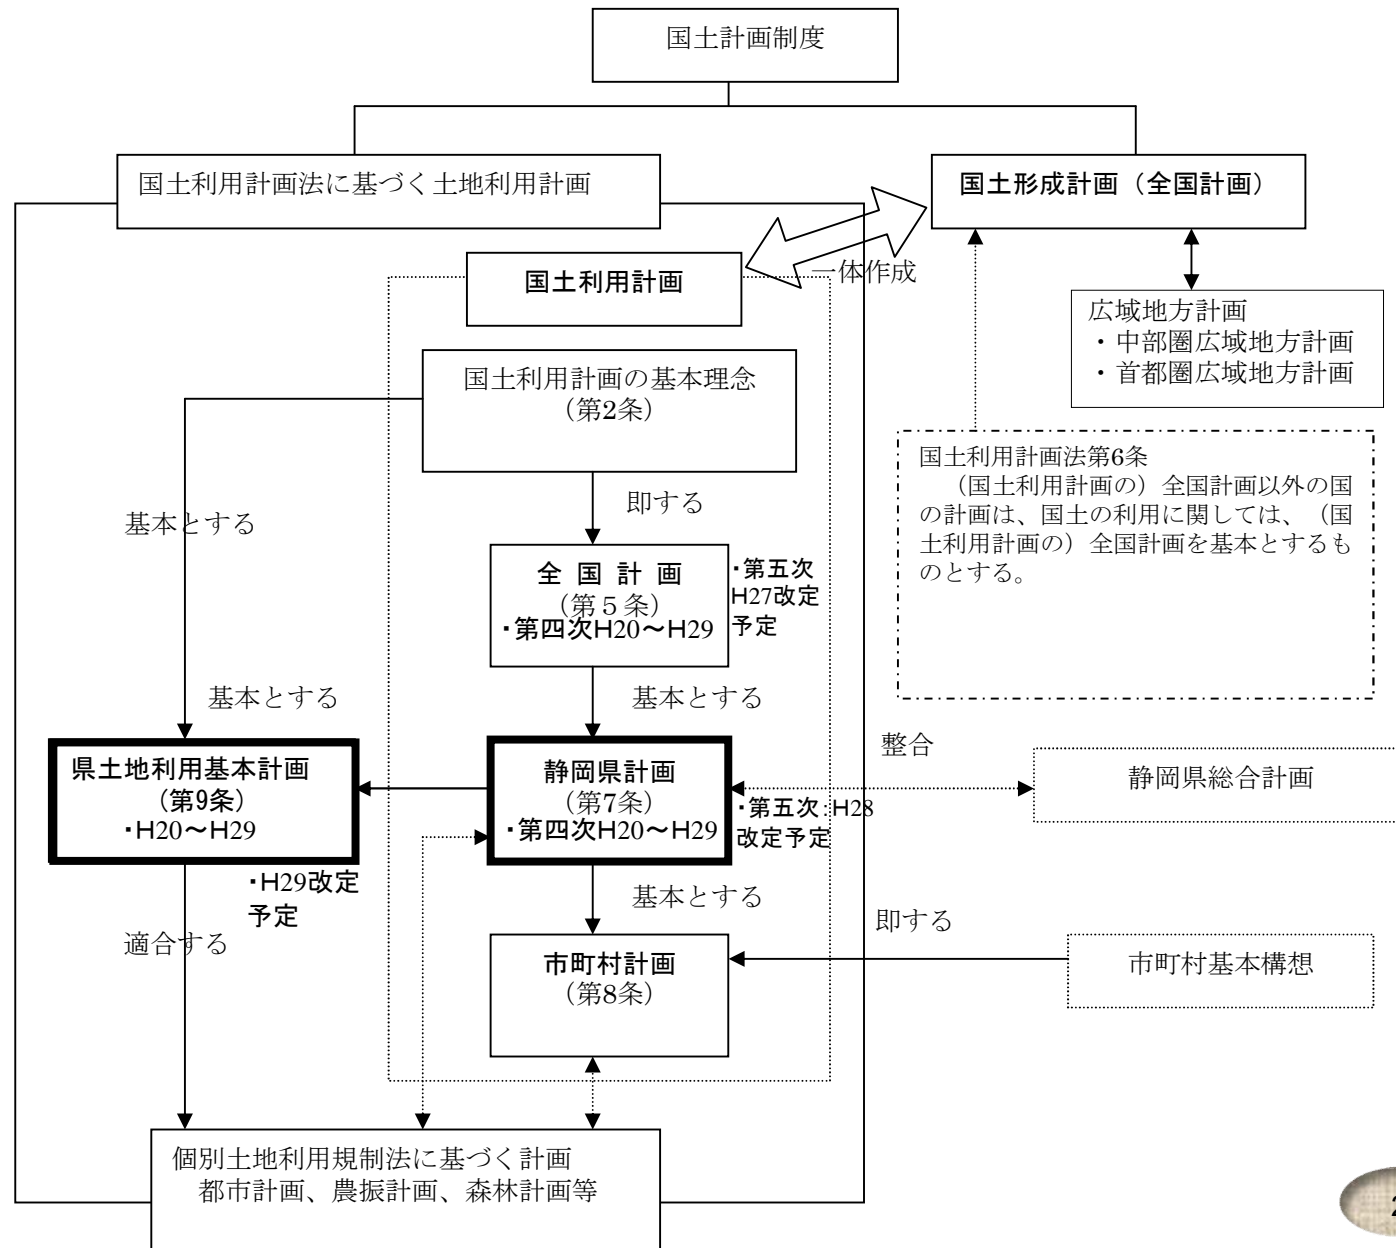 国土計画制度
国土利用計画法に基づく土地利用計画
国土形成計画（全国計画）
国土利用計画
一体作成
広域地方計画
・中部圏広域地方計画
・首都圏広域地方計画
国土利用計画の基本理念
（第2条）
国土利用計画法第6条
（国土利用計画の）全国計画以外の国
の計画は、国土の利用に関しては、（国
土利用計画の）全国計画を基本とするも
のとする。
基本とする
即する
全 国 計 画
（第５条）
・第四次H20～H29
・第五次
H27改定
予定
基本とする
基本とする
県土地利用基本計画
（第9条）
・H20～H29
静岡県計画
（第7条）
・第四次H20～H29
整合
静岡県総合計画
・第五次：H28
改定予定
・H29改定
予定
基本とする
適合する
即する
市町村計画
（第8条）
市町村基本構想
個別土地利用規制法に基づく計画
都市計画、農振計画、森林計画等
2